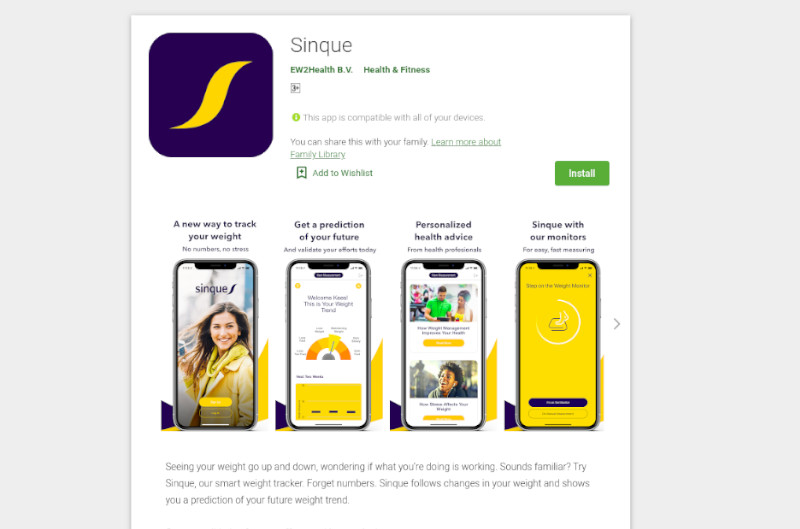 Sinque
EW2Health B.V. Health & Fitness
3+
This app is compatible with all of your devices.
You can share this with your family. Learn more about
Family Library
Add to Wishlist
Install
A new way to track
your weight
No numbers, no stress
sinque
Get a prediction
of your future
And validate your efforts today
Welcome Kees!
This is Your Weight
Trend
Next Two Weeks
Personalized
health advice
From health profesionals
How Weight Management
Improves Your Health
How Stress Affects Your
Weight
Sinque with
our monitors
For easy, fast measuring
Step on the Weight Monitor
Seeing your weight go up and down, wondering if what you're doing is working. Sounds familiar? Try
Sinque, our smart weight tracker. Forget numbers. Sinque follows changes in your weight and shows
you a prediction of your future weight trend.